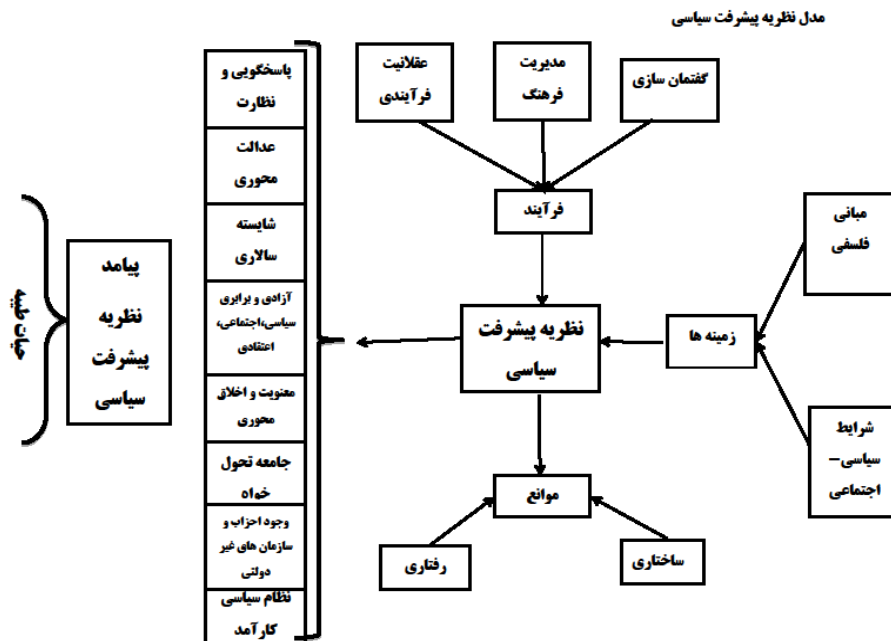 مدل نظریه پیشرفت سیاسی
گفتمان سازی
مدیریت
فرهنگ
عقلانیت
فرآیندی
فرآیند
مبانی
فلسفی
شرایط
سیاسی–
اجتماعی
زمینه ها
نظریه پیشرفت
سیاسی
موانع
ساختاری
رفتاری
پاسخگویی و
نظارت
عدالت
محوری
شایسته
سالاری
آزادی و برابری
سیاسی،اجتماعی،
اعتقادی
معنویت و اخلاق
محوری
جامعه تحول
خواه
وجود احزاب و
سازمان های غیر
دولتی
نظام سیاسی
کارآمد
پیامد
نظریه
پیشرفت
سیاسی
حیات طیبه